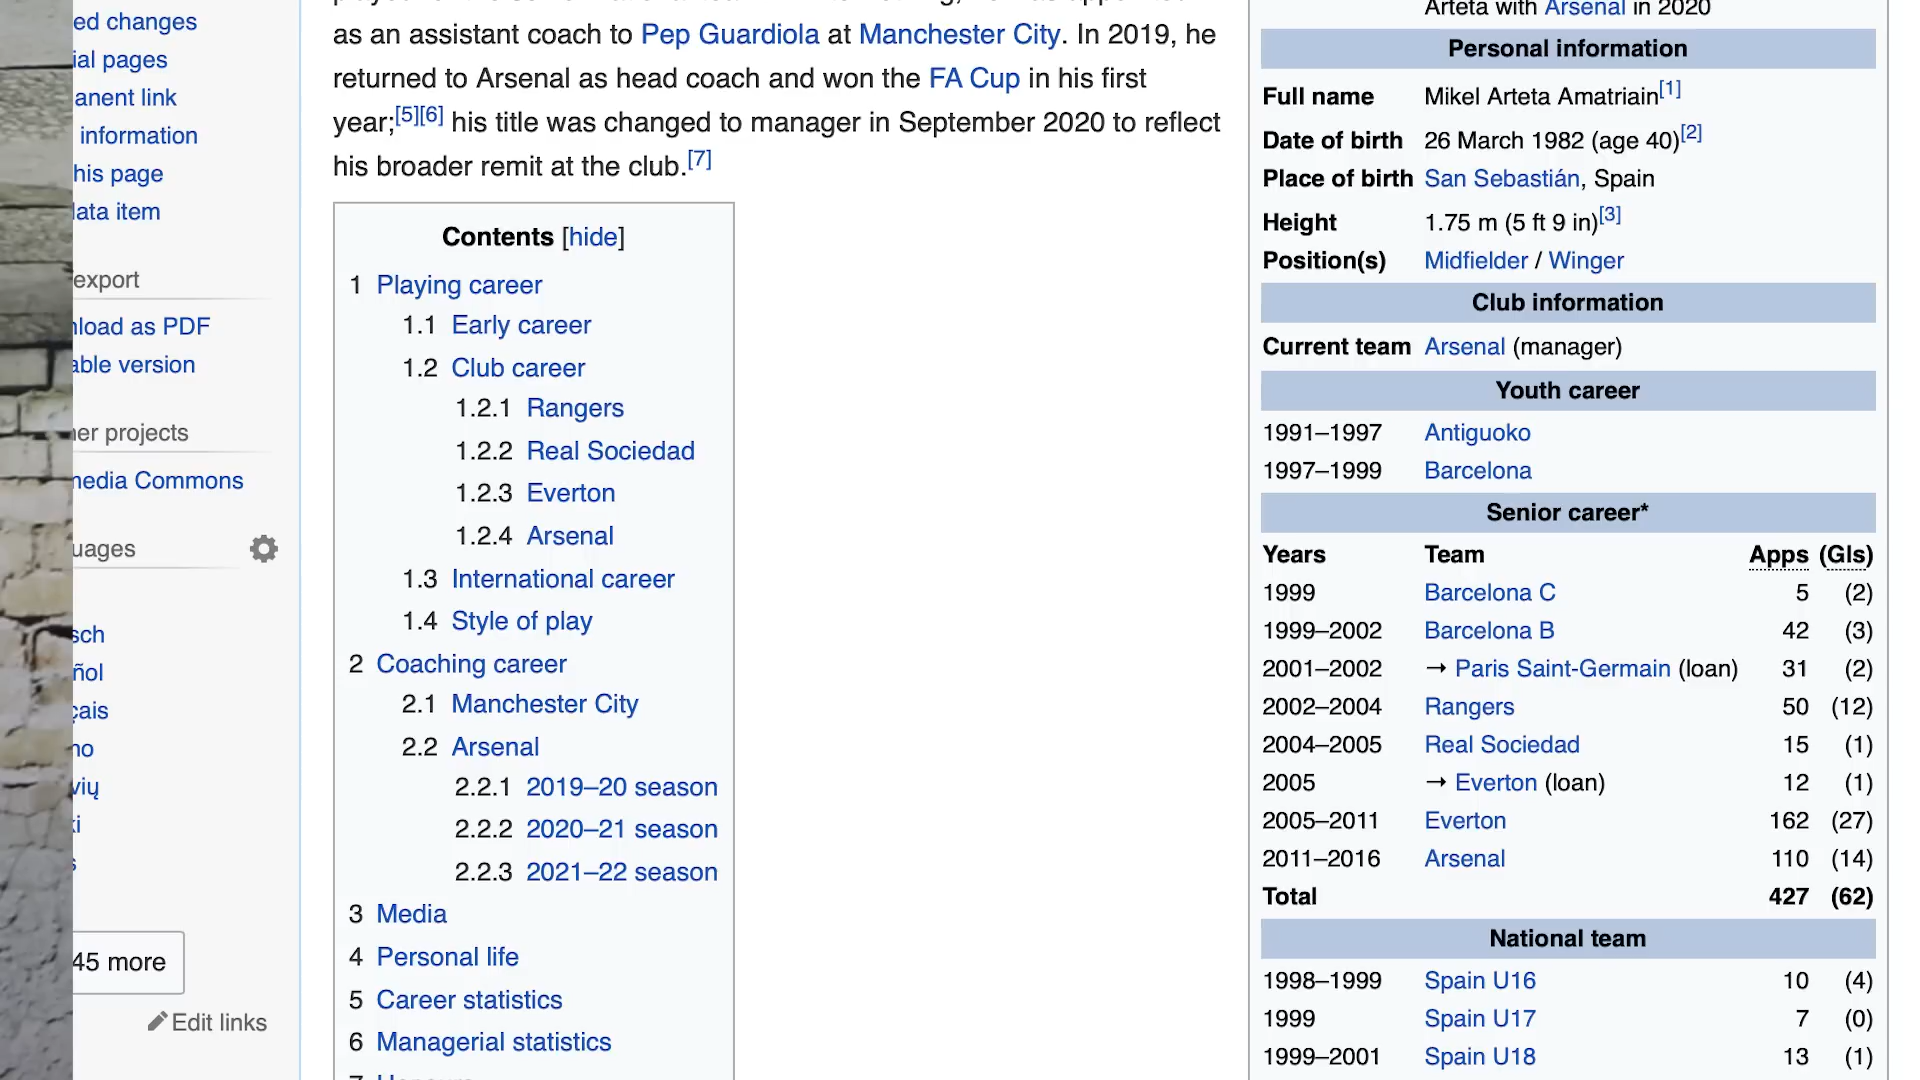 ed changes
ial pages
anent link
information
his page
lata item
export
nload as PDF
able version
er projects
media Commons
uages
sch
ñol
çais
no
vių
ki
s
45 more
Edit links
as an assistant coach to Pep Guardiola at Manchester City. In 2019, he
returned to Arsenal as head coach and won the FA Cup in his first
year;[5][6] his title was changed to manager in September 2020 to reflect
his broader remit at the club.[7]
Contents [hide]
1 Playing career
1.1 Early career
1.2 Club career
1.2.1 Rangers
1.2.2 Real Sociedad
1.2.3 Everton
1.2.4 Arsenal
1.3 International career
1.4 Style of play
2 Coaching career
2.1 Manchester City
2.2 Arsenal
2.2.1 2019–20 season
2.2.2 2020–21 season
2.2.3 2021–22 season
3 Media
4 Personal life
5 Career statistics
6 Managerial statistics
Arteta with Arsenal in 2020
Personal information
Full name Mikel Arteta Amatriain[1]
Date of birth 26 March 1982 (age 40)[2]
Place of birth San Sebastián, Spain
Height 1.75 m (5 ft 9 in)[3]
Position(s) Midfielder / Winger
Club information
Current team Arsenal (manager)
Youth career
1991–1997 Antiguoko
1997–1999 Barcelona
Senior career*
Years Team Apps (Gls)
1999 Barcelona C 5 (2)
1999–2002 Barcelona B 42 (3)
2001–2002 → Paris Saint-Germain (loan) 31 (2)
2002–2004 Rangers 50 (12)
2004–2005 Real Sociedad 15 (1)
2005 → Everton (loan) 12 (1)
2005–2011 Everton 162 (27)
2011–2016 Arsenal 110 (14)
Total 427 (62)
National team
1998–1999 Spain U16 10 (4)
1999 Spain U17 7 (0)
1999–2001 Spain U18 13 (1)